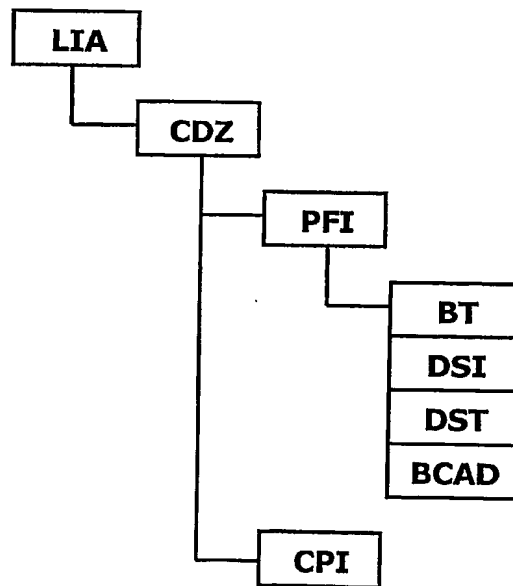 LIA
CDZ
PFI
BT
DSI
DST
BCAD
CPI